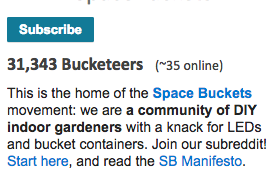 Subscribe
31,343 Bucketeers (~35 online)
This is the home of the Space Buckets
movement: we are a community of DIY
indoor gardeners with a knack for LEDs
and bucket containers. Join our subreddit!
Start here, and read the SB Manifesto.